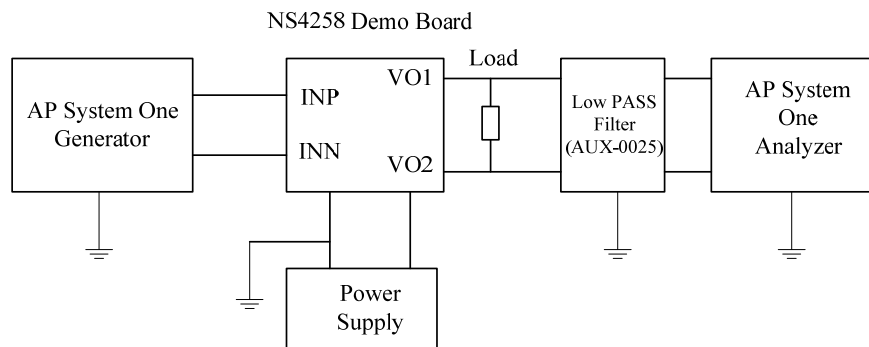 NS4258 Demo Board
AP System One
Generator
INP
INN
VO1
VO2
Load
Low PASS
Filter
(AUX-0025)
AP System
One
Analyzer
Power
Supply